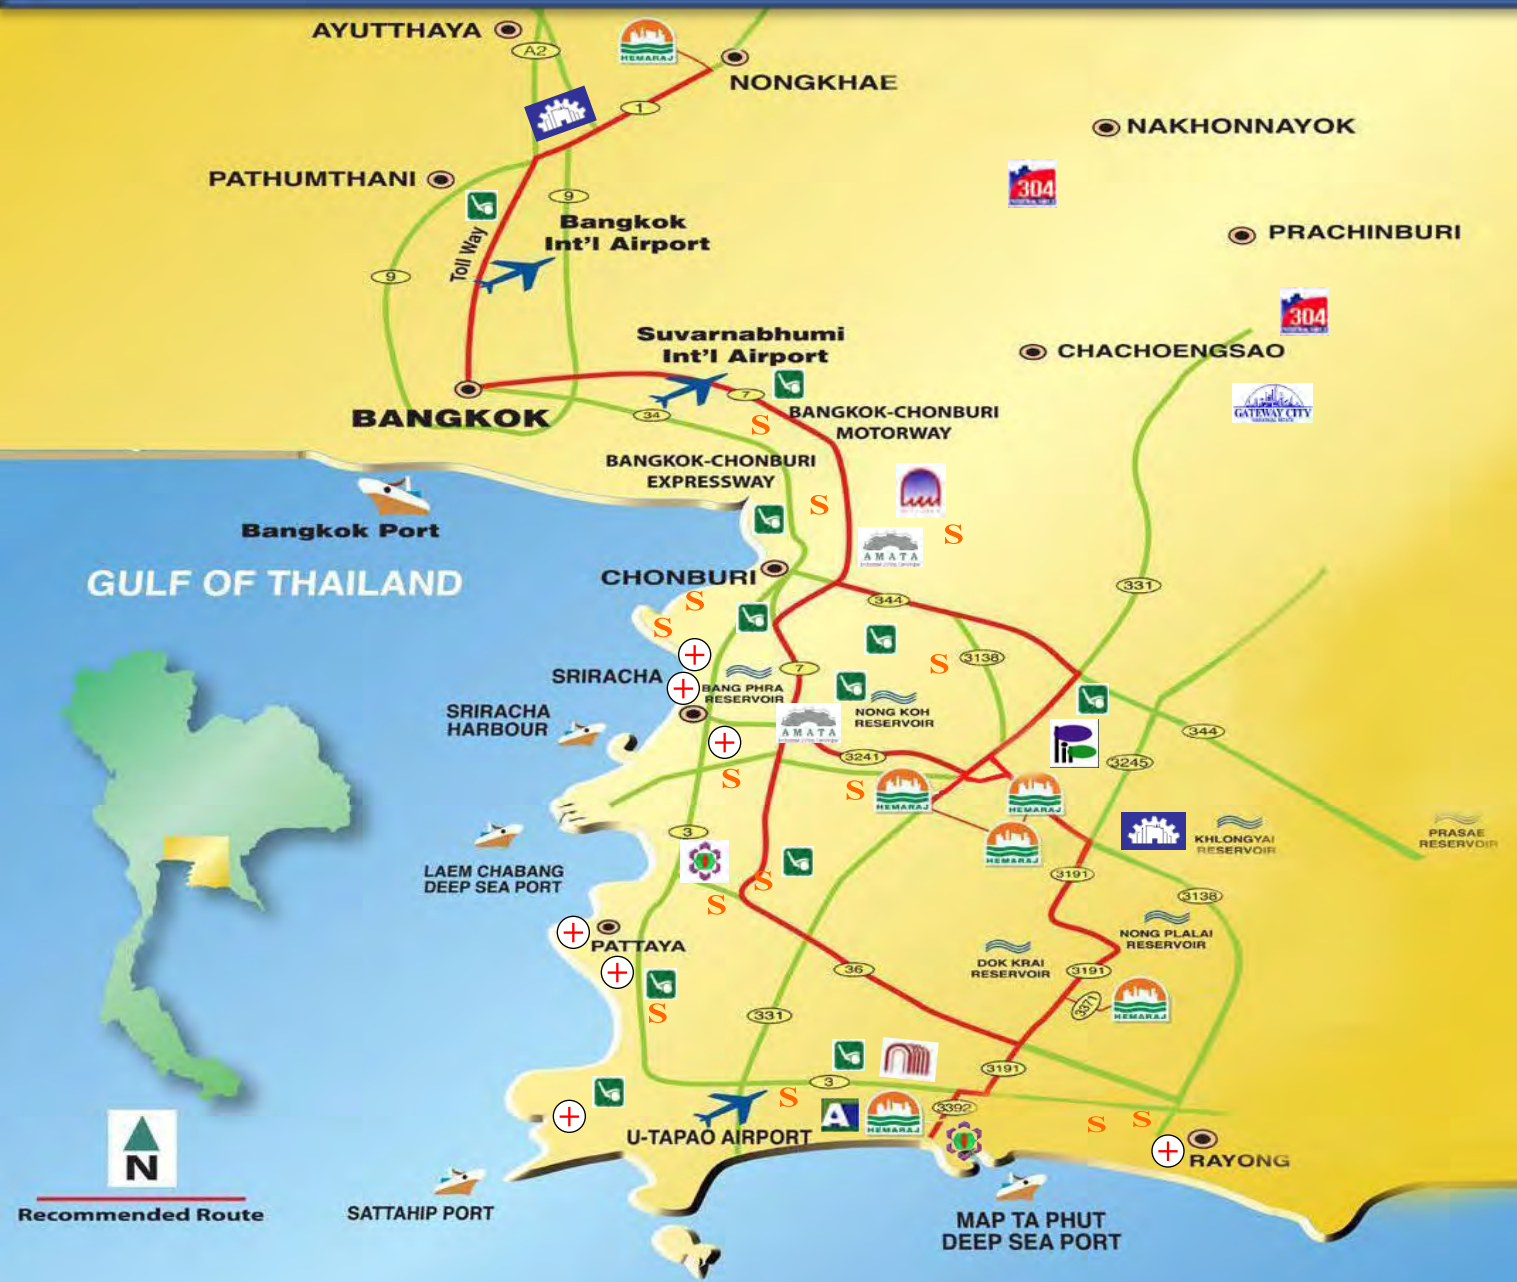 AYUTTHAYA
A2
HEMARAJ
NONGKHAE
1
NAKHONNAYOK
PATHUMTHANI
304
9
Bangkok
Int'l Airport
Toll Way
PRACHINBURI
9
304
Suvarnabhumi
Int'l Airport
CHACHOENGSAO
BANGKOK
7
34
GATEWAY CITY
S
BANGKOK-CHONBURI
MOTORWAY
BANGKOK-CHONBURI
EXPRESSWAY
S
Bangkok Port
S
AMATA
GULF OF THAILAND
CHONBURI
331
344
S
S
SRIRACHA
7
S
3138
BANG PHRA
RESERVOIR
NONG KOH
RESERVOIR
SRIRACHA
HARBOUR
AMATA
344
3241
3245
S
S
HEMARAJ
HEMARAJ
HEMARAJ
3
KHLONGYAI
RESERVOIR
PRASAE
RESERVOIR
LAEM CHABANG
DEEP SEA PORT
S
3191
3138
S
PATTAYA
NONG PLALAI
RESERVOIR
DOK KRAI
RESERVOIR
36
3191
3371
HEMARAJ
S
331
3191
3
S
A
HEMARAJ
3392
S
S
U-TAPAO AIRPORT
RAYONG
N
Recommended Route
SATTAHIP PORT
MAP TA PHUT
DEEP SEA PORT